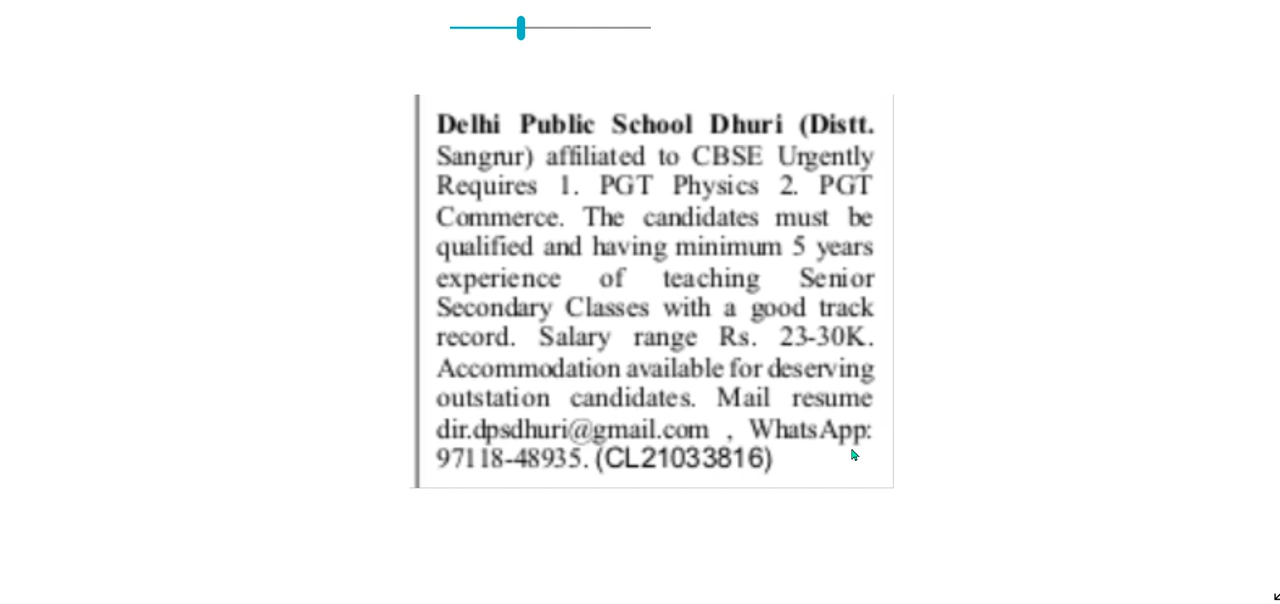 Delhi Public School Dhuri (Distt.
Sangrur) affiliated to CBSE Urgently
Requires 1. PGT Physics 2. PGT
Commerce. The candidates must be
qualified and having minimum 5 years
experience of teaching Senior
Secondary Classes with a good track
record. Salary range Rs. 23-30K.
Accommodation available for deserving
outstation candidates. Mail resume
dir.dpsdhuri@gmail.com , WhatsApp:
97118-48935. (CL21033816)